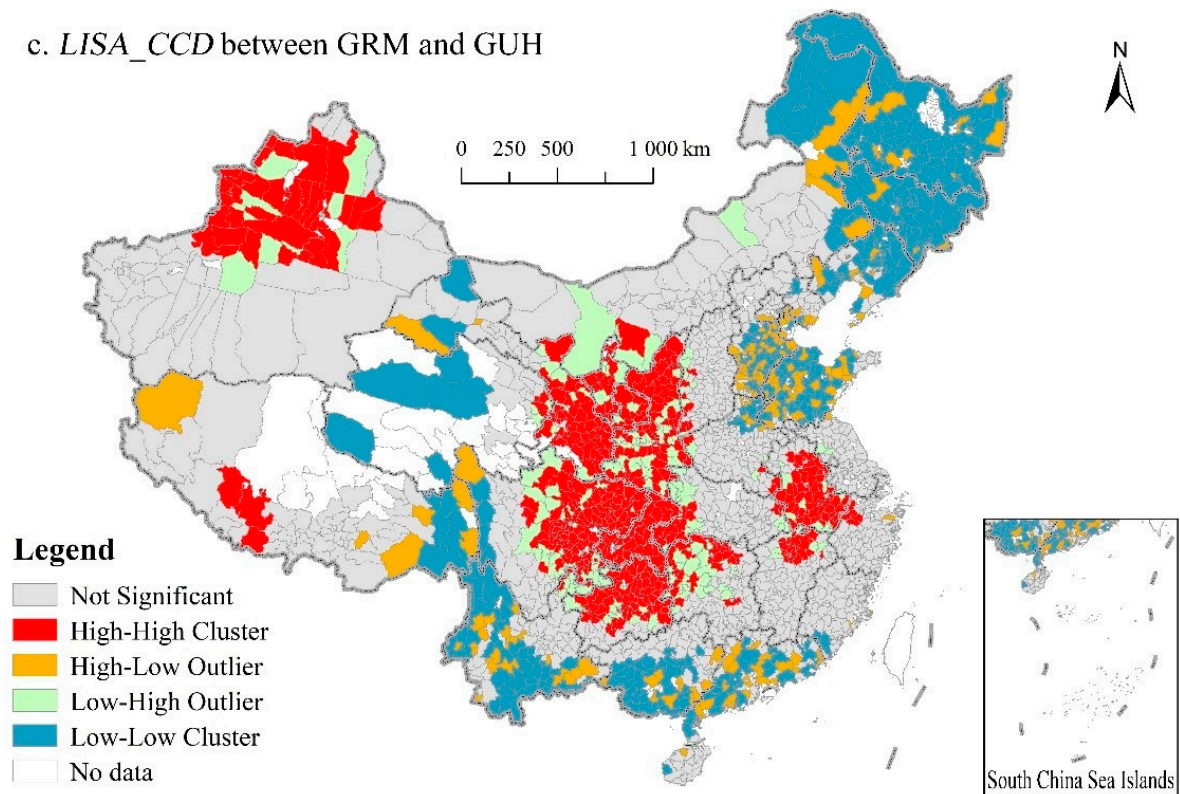 c. LISA_CCD between GRM and GUH
N
0 250 500 1 000 km
Legend
Not Significant
High-High Cluster
High-Low Outlier
Low-High Outlier
Low-Low Cluster
No data
South China Sea Islands